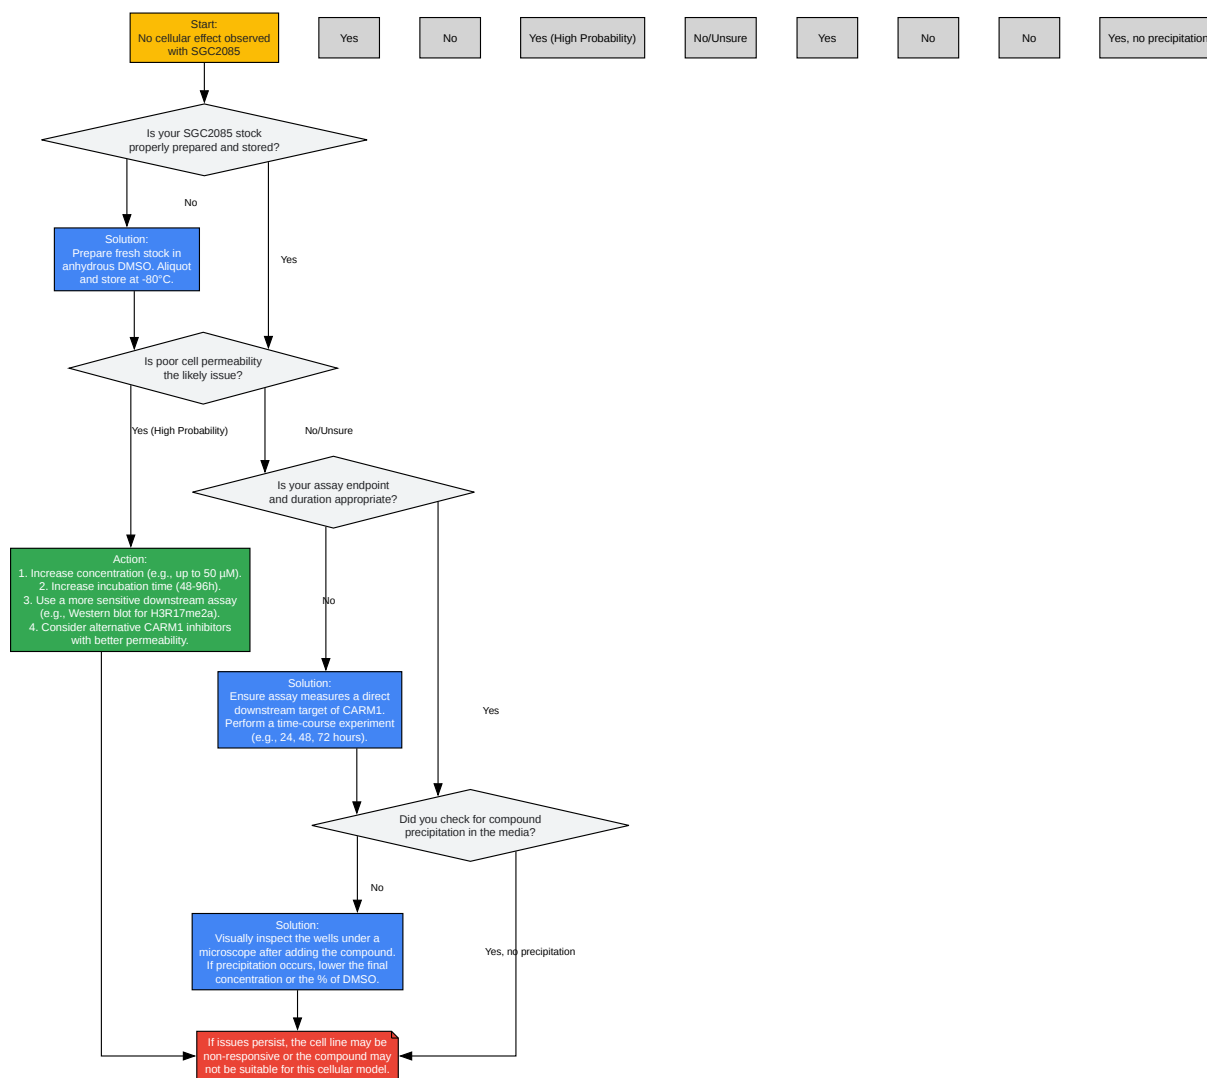 Start:
No cellular effect observed
with SGC2085
Yes
No
Yes (High Probability)
No/Unsure
Yes
No
No
Yes, no precipitation
Is your SGC2085 stock
properly prepared and stored?
No
Solution:
Prepare fresh stock in
anhydrous DMSO. Aliquot
and store at -80°C.
Yes
Is poor cell permeability
the likely issue?
Yes (High Probability)
No/Unsure
Is your assay endpoint
and duration appropriate?
Action:
1. Increase concentration (e.g., up to 50 µM).
2. Increase incubation time (48-96h).
3. Use a more sensitive downstream assay
(e.g., Western blot for H3R17me2a).
4. Consider alternative CARM1 inhibitors
with better permeability.
No
Solution:
Ensure assay measures a direct
downstream target of CARM1.
Perform a time-course experiment
(e.g., 24, 48, 72 hours).
Yes
Did you check for compound
precipitation in the media?
No
Solution:
Visually inspect the wells under a
microscope after adding the compound.
If precipitation occurs, lower the final
concentration or the % of DMSO.
Yes, no precipitation
If issues persist, the cell line may be
non-responsive or the compound may
not be suitable for this cellular model.